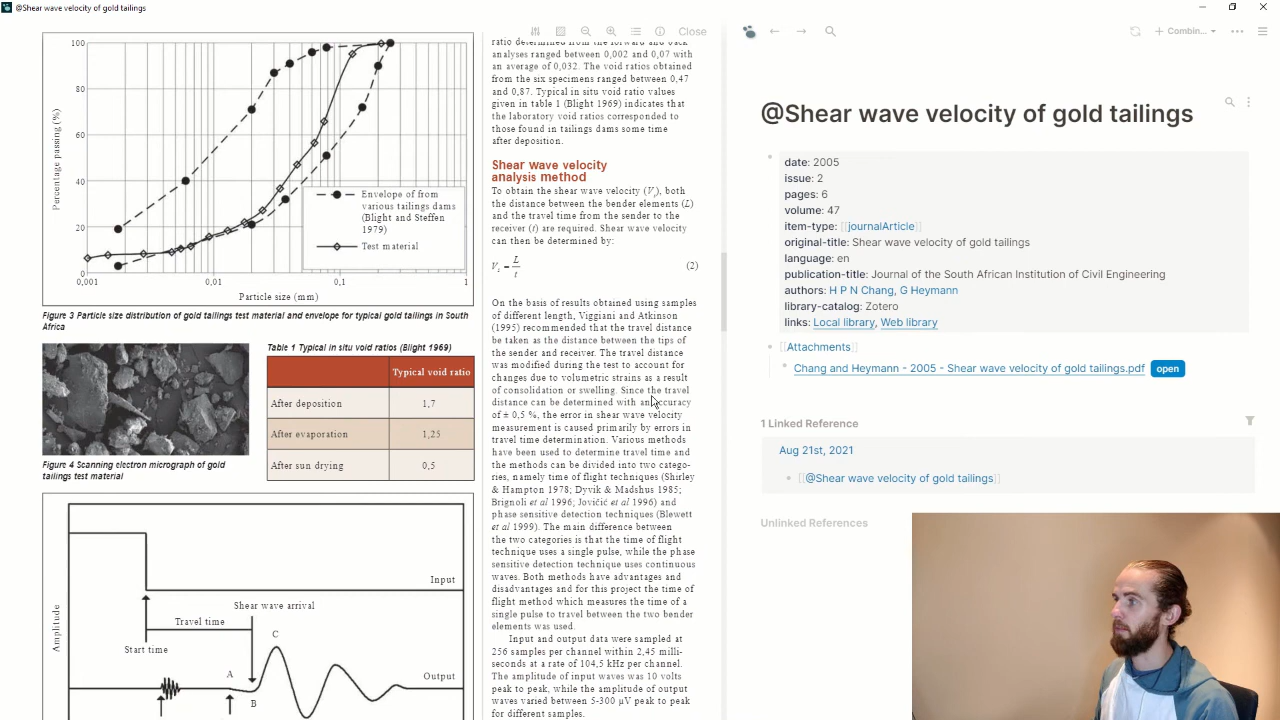 @Shear wave velocity of gold tailings
Close
Combin...
100
80
60
40
20
0
Percentage passing (%)
0,001
0,01
0,1
1
Particle size (mm)
Envelope of from
various tailings dams
(Blight and Steffen
1979)
Test material
Figure 3 Particle size distribution of gold tailings test material and envelope for typical gold tailings in South
Africa
Table 1 Typical in situ void ratios (Blight 1969)
Typical void ratio
After deposition 1,7
After evaporation 1,25
After sun drying 0,5
Figure 4 Scanning electron micrograph of gold
tailings test material
Amplitude
Input
Shear wave arrival
Travel time
Start time
C
A
B
Output
ratio determined from the forward and back
analyses ranged between 0,002 and 0,07 with
an average of 0,032. The void ratios obtained
from the six specimens ranged between 0,47
and 0,87. Typical in situ void ratio values
given in table 1 (Blight 1969) indicates that
the laboratory void ratios corresponded to
those found in tailings dams some time
after deposition.
Shear wave velocity
analysis method
To obtain the shear wave velocity (Vs), both
the distance between the bender elements (L)
and the travel time from the sender to the
receiver (t) are required. Shear wave velocity
can then be determined by:
Vs = L/t (2)
On the basis of results obtained using samples
of different length, Viggiani and Atkinson
(1995) recommended that the travel distance
be taken as the distance between the tips of
the sender and receiver. The travel distance
was modified during the test to account for
changes due to volumetric strains as a result
of consolidation or swelling. Since the travel
distance can be determined with an accuracy
of ± 0,5 %, the error in shear wave velocity
measurement is caused primarily by errors in
travel time determination. Various methods
have been used to determine travel time and
the methods can be divided into two catego-
ries, namely time of flight techniques (Shirley
& Hampton 1978; Dyvik & Madshus 1985;
Brignoli et al 1996; Jovičić et al 1996) and
phase sensitive detection techniques (Blewett
et al 1999). The main difference between
the two categories is that the time of flight
technique uses a single pulse, while the phase
sensitive detection technique uses continuous
waves. Both methods have advantages and
disadvantages and for this project the time of
flight method which measures the time of a
single pulse to travel between the two bender
elements was used.
Input and output data were sampled at
256 samples per channel within 2,45 milli-
seconds at a rate of 104,5 kHz per channel.
The amplitude of input waves was 10 volts
peak to peak, while the amplitude of output
waves varied between 5-300 µV peak to peak
for different samples.
@Shear wave velocity of gold tailings
date: 2005
issue: 2
pages: 6
volume: 47
item-type: [[journalArticle]]
original-title: Shear wave velocity of gold tailings
language: en
publication-title: Journal of the South African Institution of Civil Engineering
authors: H P N Chang, G Heymann
library-catalog: Zotero
links: Local library, Web library
[[Attachments]]
Chang and Heymann - 2005 - Shear wave velocity of gold tailings.pdf open
1 Linked Reference
Aug 21st, 2021
[[@Shear wave velocity of gold tailings]]
Unlinked References